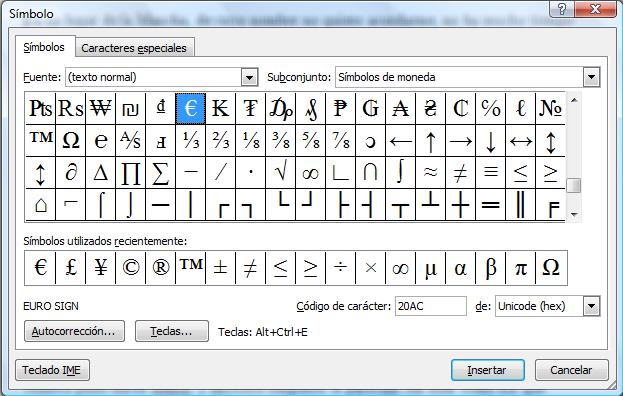 Símbolo
Símbolos Caracteres especiales
Fuente: (texto normal) Subconjunto: Símbolos de moneda
₧ ₨ ₩ ₪ ₫ € ₭ ₮ ₯ ₰ ₱ ₲ ₳ ₴ ₵ ℅ ℓ №
™ Ω ℮ ⅍ ⅎ ⅓ ⅔ ⅛ ⅜ ⅝ ⅞ ↄ ← ↑ → ↓ ↔ ↕
↨ ∂ ∆ ∏ ∑ − ∕ ∙ √ ∞ ∟ ∩ ∫ ≈ ≠ ≡ ≤ ≥
⌂ ⌐ ⌠ ⌡ ─ │ ┌ ┐ └ ┘ ├ ┤ ┬ ┴ ┼ ═ ║ ╒
Símbolos utilizados recientemente:
€ £ ¥ © ® ™ ± ≠ ≤ ≥ ÷ × ∞ µ α β π Ω
EURO SIGN Código de carácter: 20AC de: Unicode (hex)
Autocorrección... Teclas... Teclas: Alt+Ctrl+E
Teclado IME Insertar Cancelar